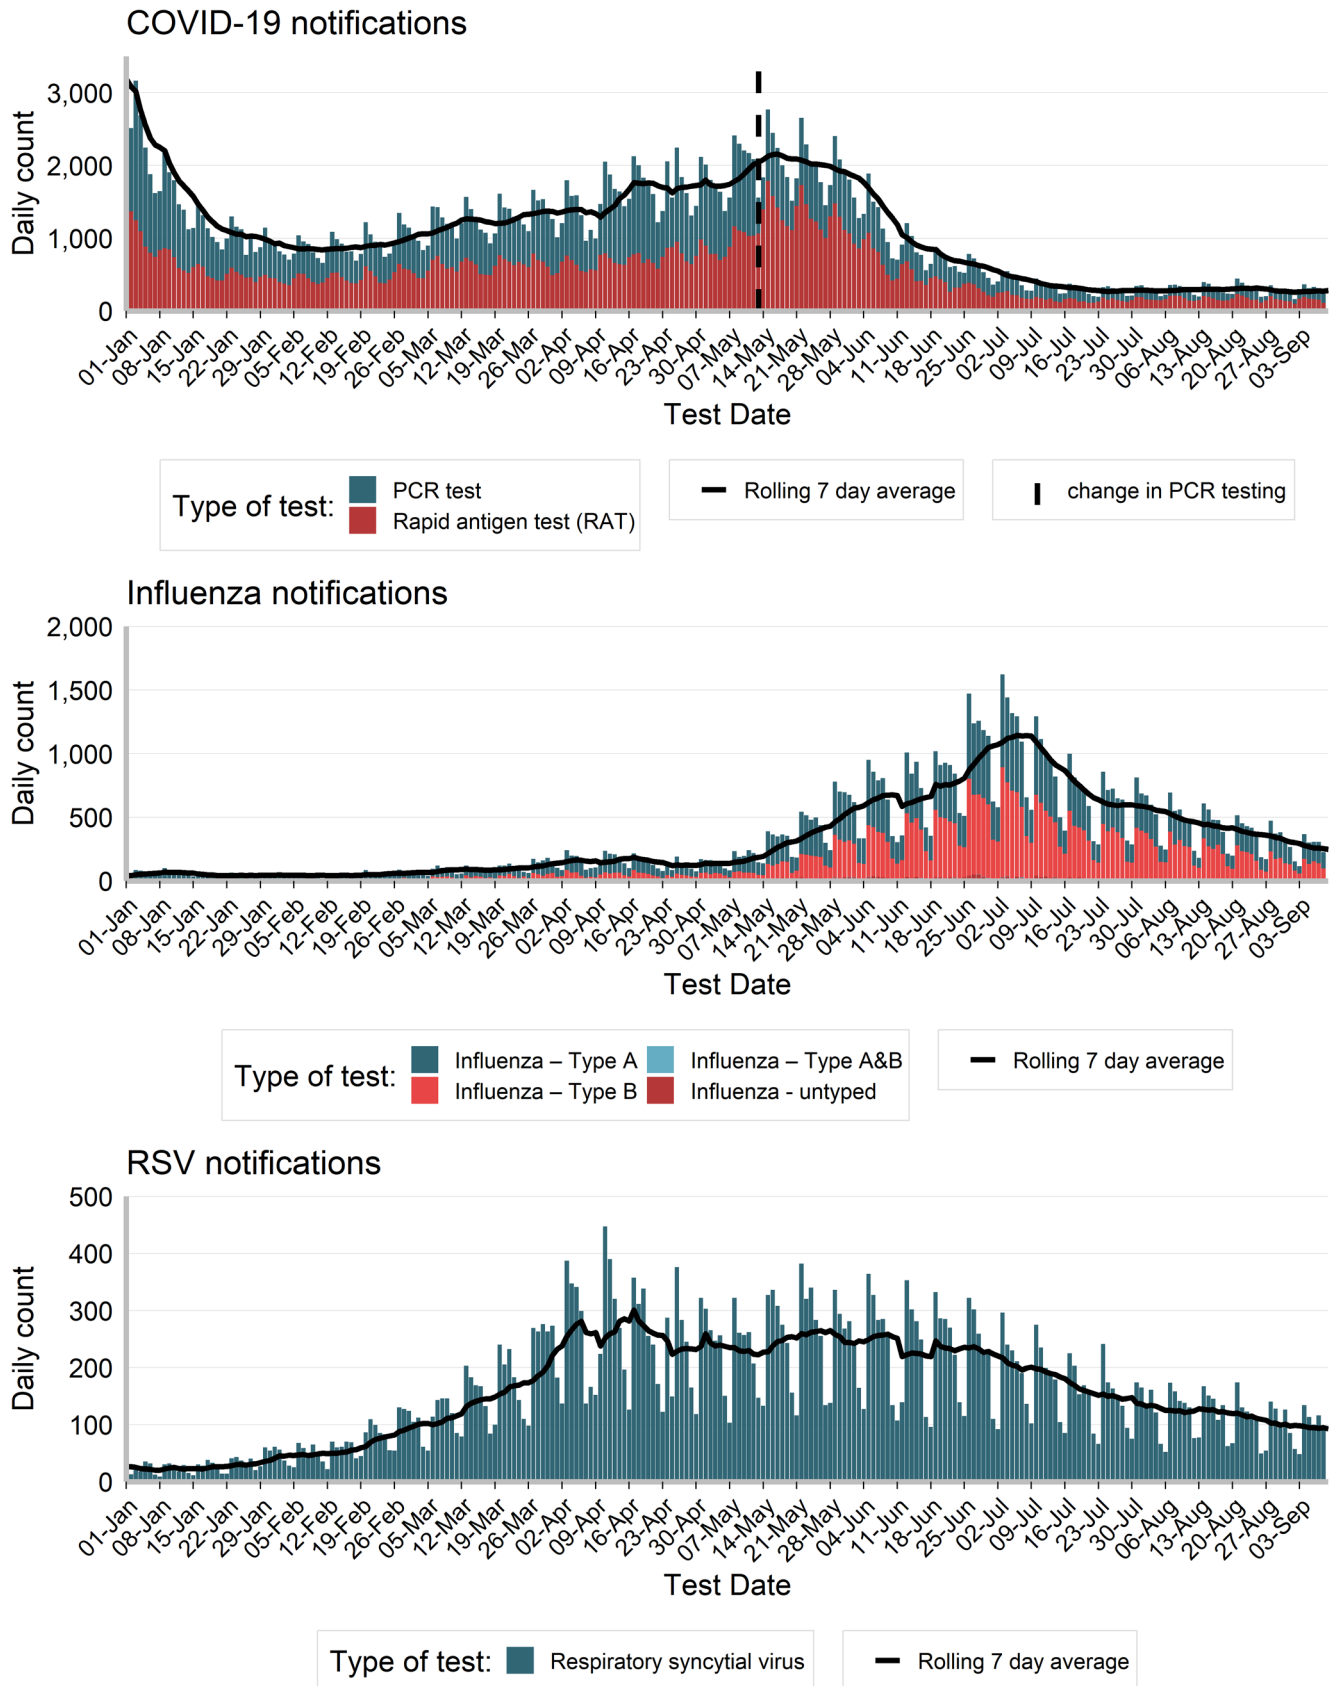 COVID-19 notifications
Daily count
3,000
2,000
1,000
0
01-Jan 08-Jan 15-Jan 22-Jan 29-Jan 05-Feb 12-Feb 19-Feb 26-Feb 05-Mar 12-Mar 19-Mar 26-Mar 02-Apr 09-Apr 16-Apr 23-Apr 30-Apr 07-May 14-May 21-May 28-May 04-Jun 11-Jun 18-Jun 25-Jun 02-Jul 09-Jul 16-Jul 23-Jul 30-Jul 06-Aug 13-Aug 20-Aug 27-Aug 03-Sep
Test Date
Type of test: PCR test Rolling 7 day average change in PCR testing
Rapid antigen test (RAT)
Influenza notifications
Daily count
2,000
1,500
1,000
500
0
01-Jan 08-Jan 15-Jan 22-Jan 29-Jan 05-Feb 12-Feb 19-Feb 26-Feb 05-Mar 12-Mar 19-Mar 26-Mar 02-Apr 09-Apr 16-Apr 23-Apr 30-Apr 07-May 14-May 21-May 28-May 04-Jun 11-Jun 18-Jun 25-Jun 02-Jul 09-Jul 16-Jul 23-Jul 30-Jul 06-Aug 13-Aug 20-Aug 27-Aug 03-Sep
Test Date
Type of test: Influenza – Type A Influenza – Type A&B Rolling 7 day average
Influenza – Type B Influenza - untyped
RSV notifications
Daily count
500
400
300
200
100
0
01-Jan 08-Jan 15-Jan 22-Jan 29-Jan 05-Feb 12-Feb 19-Feb 26-Feb 05-Mar 12-Mar 19-Mar 26-Mar 02-Apr 09-Apr 16-Apr 23-Apr 30-Apr 07-May 14-May 21-May 28-May 04-Jun 11-Jun 18-Jun 25-Jun 02-Jul 09-Jul 16-Jul 23-Jul 30-Jul 06-Aug 13-Aug 20-Aug 27-Aug 03-Sep
Test Date
Type of test: Respiratory syncytial virus Rolling 7 day average